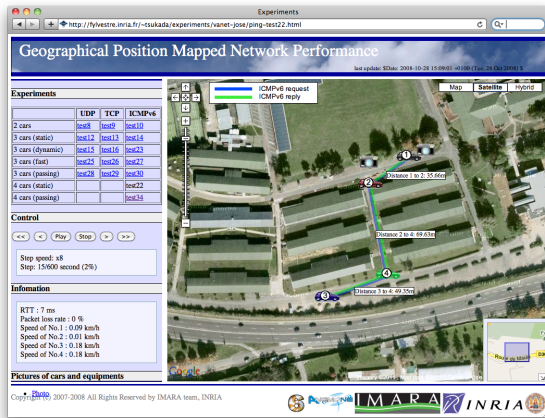 Experiments
http://fylvestre.inria.fr/~tsukada/experiments/vanet-jose/ping-test22.html
Geographical Position Mapped Network Performance
last update: $Date: 2008-10-28 15:09:01 +0100 (Tue, 28 Oct 2008) $
Experiments
UDP TCP ICMPv6
2 cars test8 test9 test10
3 cars (static) test12 test13 test14
3 cars (dynamic) test15 test16 test23
3 cars (fast) test25 test26 test27
3 cars (passing) test28 test29 test30
4 cars (static) test22
4 cars (passing) test34
Control
<< < Play Stop > >>
Step speed: x8
Step: 15/600 second (2%)
Infomation
RTT : 7 ms
Packet loss rate : 0 %
Speed of No.1 : 0.09 km/h
Speed of No.2 : 0.01 km/h
Speed of No.3 : 0.18 km/h
Speed of No.4 : 0.18 km/h
Pictures of cars and equipments
Photo
ICMPv6 request
ICMPv6 reply
Map Satellite Hybrid
1
Distance 1 to 2: 35.66m
2
Distance 2 to 4: 69.63m
4
Distance 3 to 4: 49.35m
3
Google
Copyright (c) 2007-2008 All Rights Reserved by IMARA team, INRIA
IMARA
INRIA